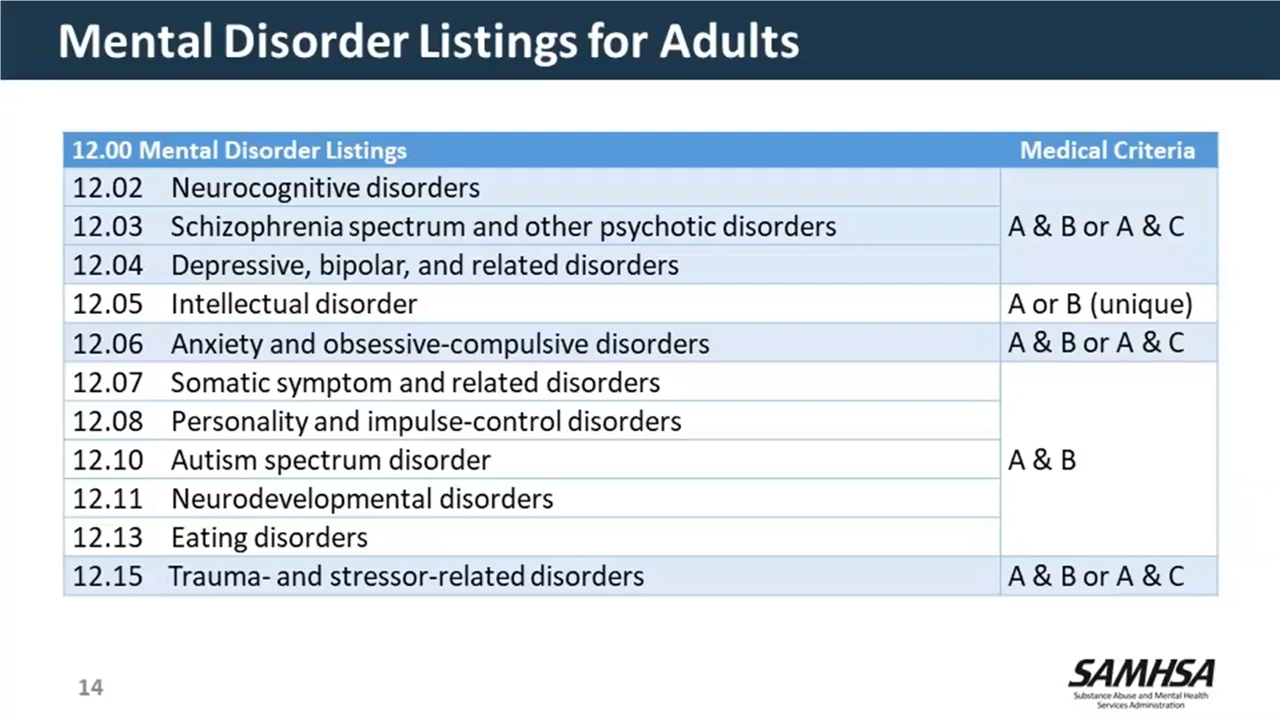 Mental Disorder Listings for Adults
12.00 Mental Disorder Listings Medical Criteria
12.02 Neurocognitive disorders
12.03 Schizophrenia spectrum and other psychotic disorders A & B or A & C
12.04 Depressive, bipolar, and related disorders
12.05 Intellectual disorder A or B (unique)
12.06 Anxiety and obsessive-compulsive disorders A & B or A & C
12.07 Somatic symptom and related disorders
12.08 Personality and impulse-control disorders
12.10 Autism spectrum disorder A & B
12.11 Neurodevelopmental disorders
12.13 Eating disorders
12.15 Trauma- and stressor-related disorders A & B or A & C
14
SAMHSA
Substance Abuse and Mental Health
Services Administration